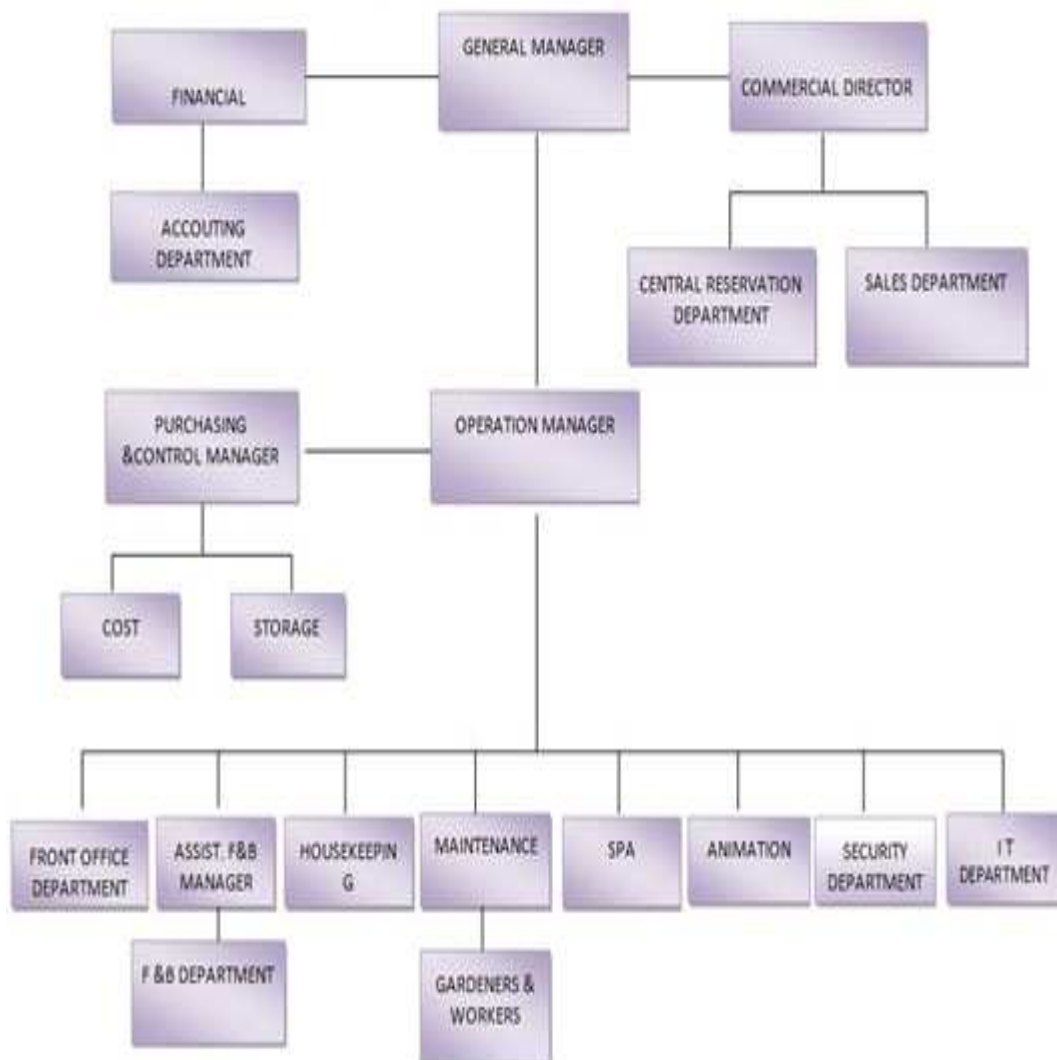 GENERAL MANAGER
FINANCIAL
COMMERCIAL DIRECTOR
ACCOUTING
DEPARTMENT
CENTRAL RESERVATION
DEPARTMENT
SALES DEPARTMENT
PURCHASING
&CONTROL MANAGER
OPERATION MANAGER
COST
STORAGE
FRONT OFFICE
DEPARTMENT
ASSIST. F&B
MANAGER
HOUSEKEEPIN
G
MAINTENANCE
SPA
ANIMATION
SECURITY
DEPARTMENT
I T
DEPARTMENT
F &B DEPARTMENT
GARDENERS &
WORKERS